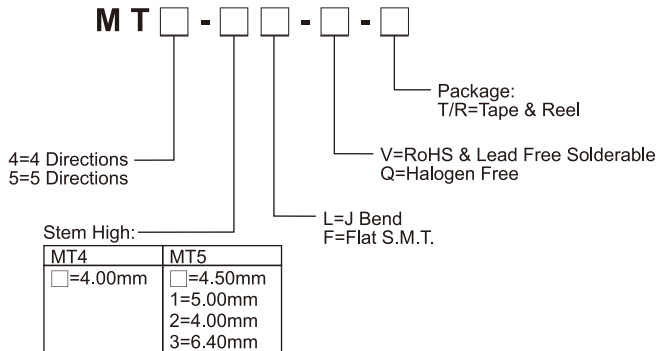 MT□-□□-□-□
Package:
T/R=Tape & Reel
4=4 Directions
5=5 Directions
V=RoHS & Lead Free Solderable
Q=Halogen Free
L=J Bend
F=Flat S.M.T.
Stem High:
MT4 MT5
□=4.00mm □=4.50mm
1=5.00mm
2=4.00mm
3=6.40mm